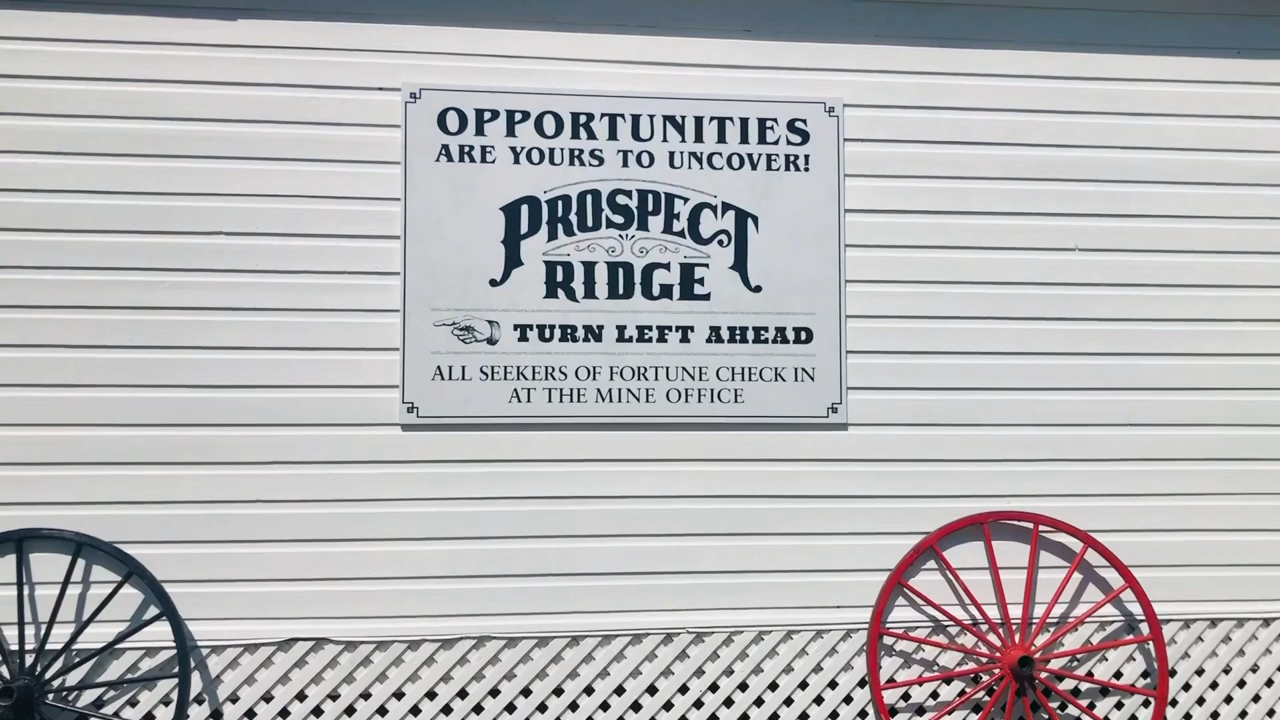 OPPORTUNITIES
ARE YOURS TO UNCOVER!
PROSPECT
RIDGE
TURN LEFT AHEAD
ALL SEEKERS OF FORTUNE CHECK IN
AT THE MINE OFFICE